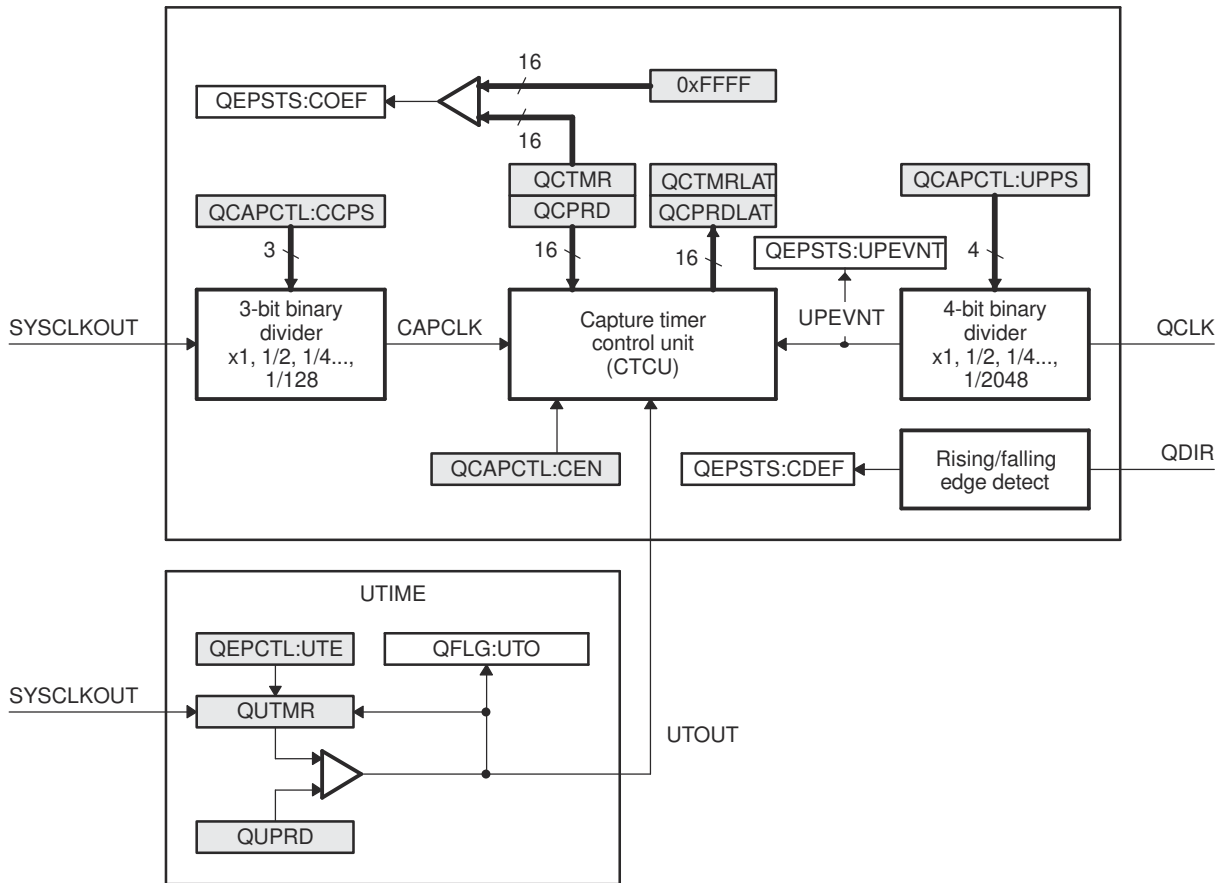 16
0xFFFF
QEPSTS:COEF
16
QCTMR
QCTMRLAT
QCAPCTL:UPPS
QCAPCTL:CCPS
QCPRD
QCPRDLAT
3
16
16
QEPSTS:UPEVNT
4
SYSCLKOUT
3-bit binary
divider
x1, 1/2, 1/4...,
1/128
CAPCLK
Capture timer
control unit
(CTCU)
UPEVNT
4-bit binary
divider
x1, 1/2, 1/4...,
1/2048
QCLK
QCAPCTL:CEN
QEPSTS:CDEF
Rising/falling
edge detect
QDIR
UTIME
QEPCTL:UTE
QFLG:UTO
SYSCLKOUT
QUTMR
UTOUT
QUPRD